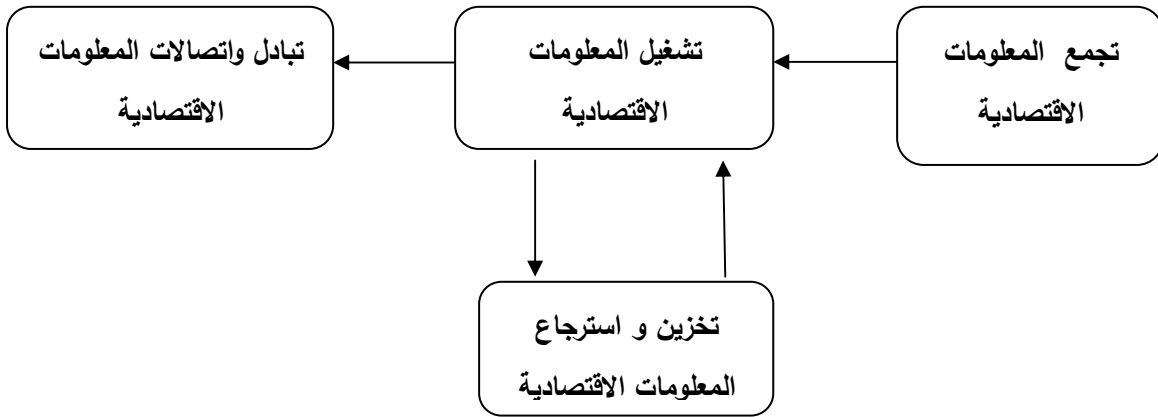 تجمع المعلومات
الاقتصادية
تشغيل المعلومات
الاقتصادية
تبادل واتصالات المعلومات
الاقتصادية
تخزين و استرجاع
المعلومات الاقتصادية